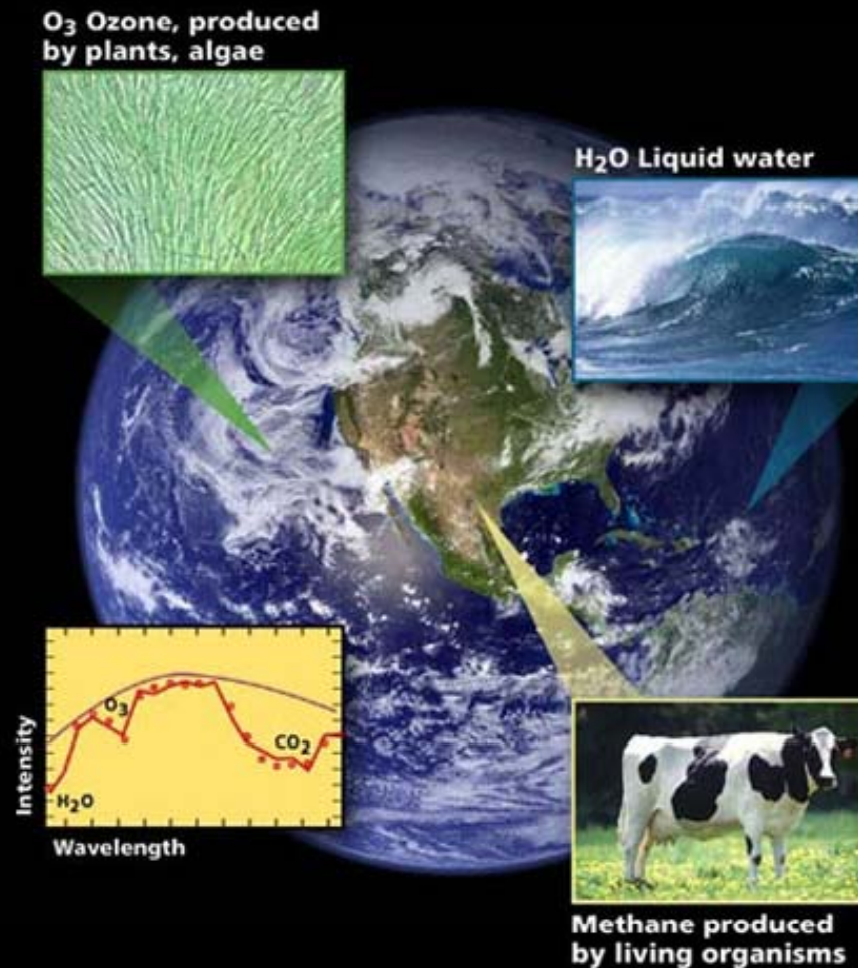 O₃ Ozone, produced
by plants, algae
H₂O Liquid water
O₃
CO₂
H₂O
Intensity
Wavelength
Methane produced
by living organisms